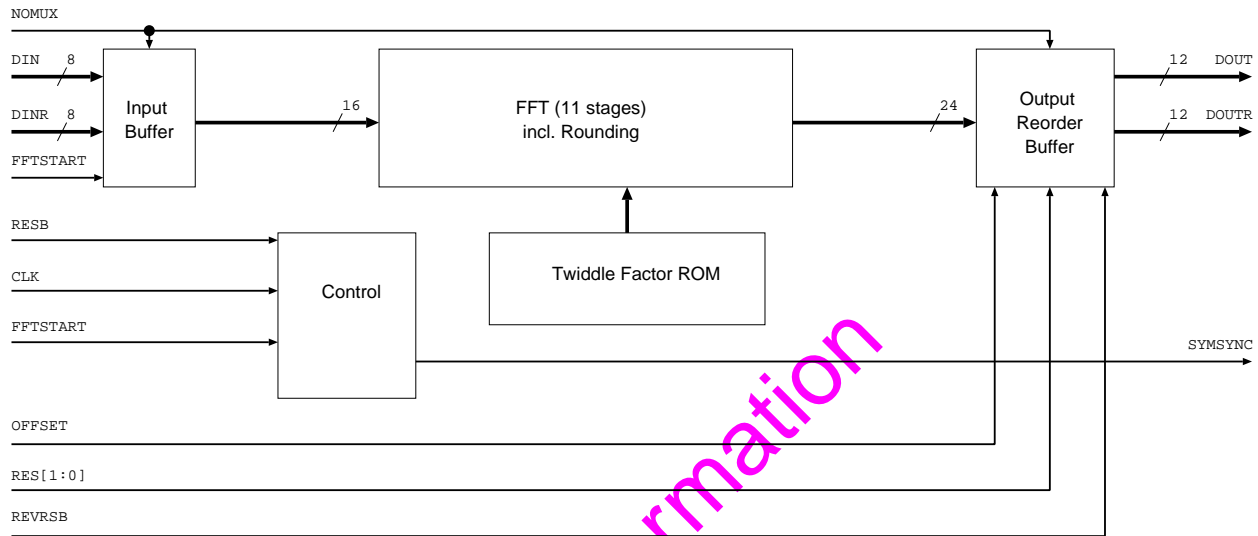 NOMUX
DIN 8
DINR 8
FFTSTART
Input
Buffer
16
FFT (11 stages)
incl. Rounding
24
Output
Reorder
Buffer
12 DOUT
12 DOUTR
RESB
CLK
FFTSTART
Control
Twiddle Factor ROM
SYMSYNC
OFFSET
RES[1:0]
REVRSB
rmation